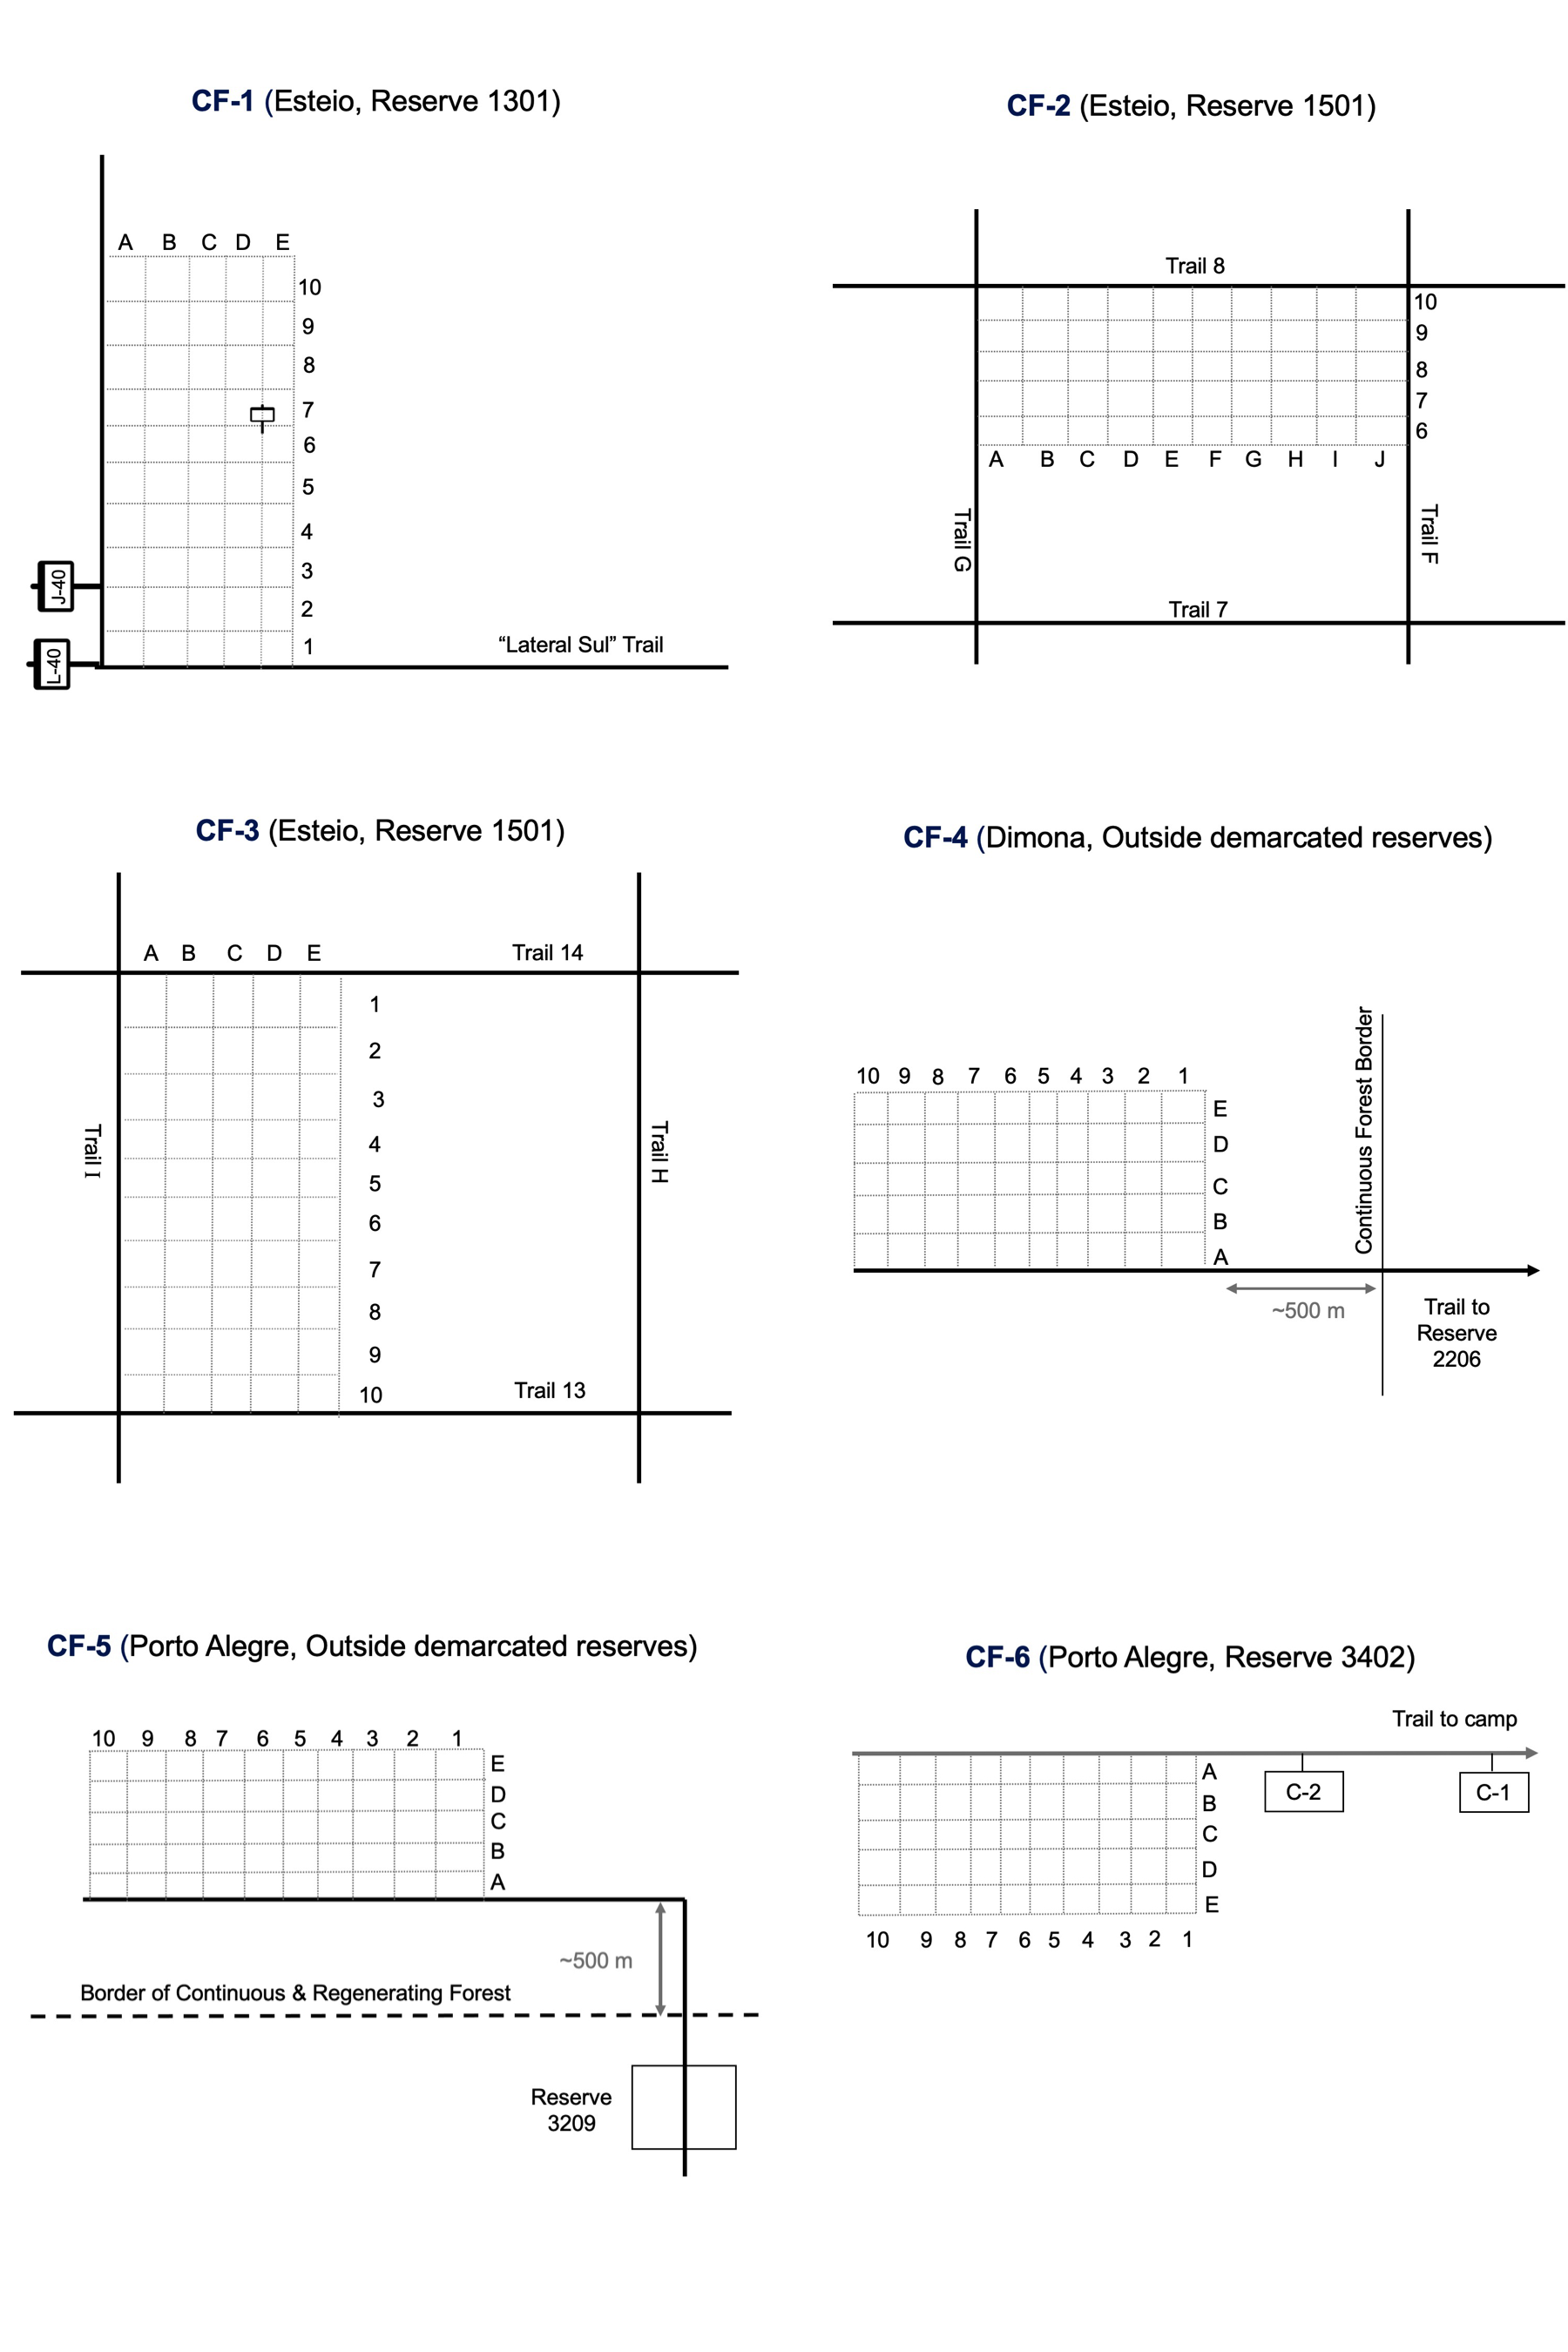 CF-1 (Esteio, Reserve 1301)
A B C D E
10
9
8
7
6
5
4
3
2
1
J-40
L-40
“Lateral Sul” Trail
CF-2 (Esteio, Reserve 1501)
Trail 8
10
9
8
7
6
A B C D E F G H I J
Trail G
Trail F
Trail 7
CF-3 (Esteio, Reserve 1501)
A B C D E
Trail 14
1
2
3
4
5
6
7
8
9
10
Trail I
Trail H
Trail 13
CF-4 (Dimona, Outside demarcated reserves)
Continuous Forest Border
10 9 8 7 6 5 4 3 2 1
E
D
C
B
A
~500 m
Trail to
Reserve
2206
CF-5 (Porto Alegre, Outside demarcated reserves)
10 9 8 7 6 5 4 3 2 1
E
D
C
B
A
~500 m
Border of Continuous & Regenerating Forest
Reserve
3209
CF-6 (Porto Alegre, Reserve 3402)
Trail to camp
A
B
C
D
E
C-2
C-1
10 9 8 7 6 5 4 3 2 1